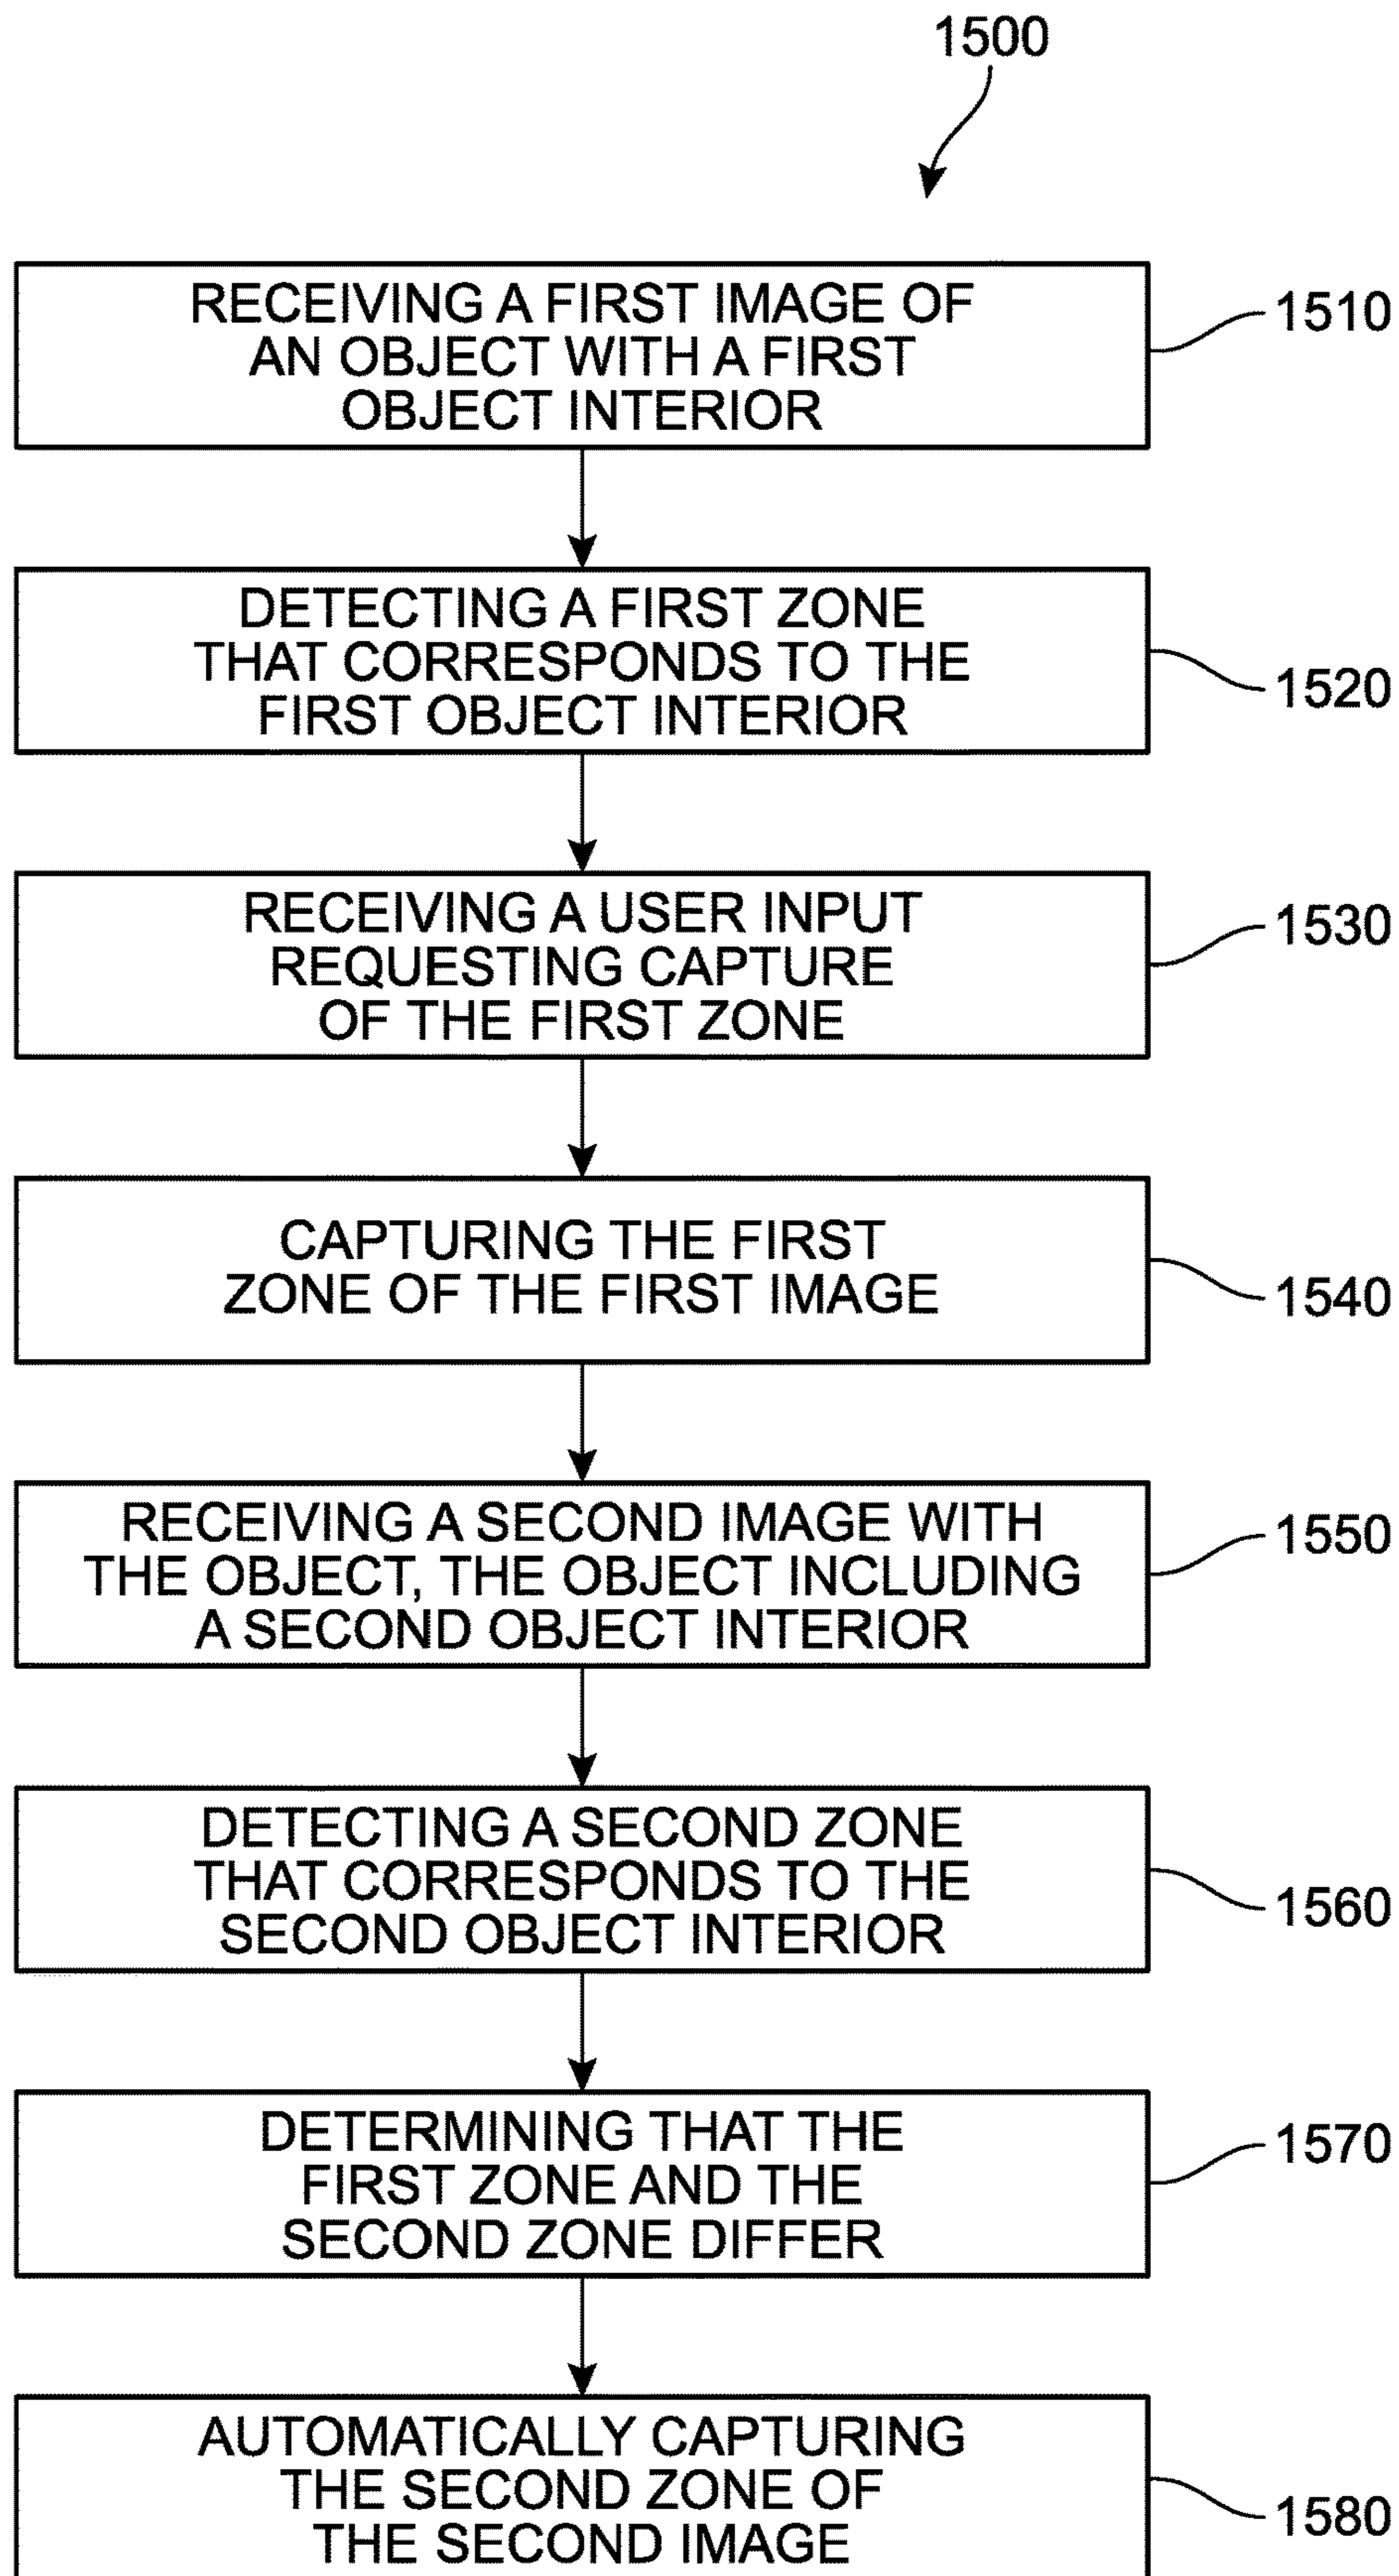 1500
RECEIVING A FIRST IMAGE OF
AN OBJECT WITH A FIRST
OBJECT INTERIOR
1510
DETECTING A FIRST ZONE
THAT CORRESPONDS TO THE
FIRST OBJECT INTERIOR
1520
RECEIVING A USER INPUT
REQUESTING CAPTURE
OF THE FIRST ZONE
1530
CAPTURING THE FIRST
ZONE OF THE FIRST IMAGE
1540
RECEIVING A SECOND IMAGE WITH
THE OBJECT, THE OBJECT INCLUDING
A SECOND OBJECT INTERIOR
1550
DETECTING A SECOND ZONE
THAT CORRESPONDS TO THE
SECOND OBJECT INTERIOR
1560
DETERMINING THAT THE
FIRST ZONE AND THE
SECOND ZONE DIFFER
1570
AUTOMATICALLY CAPTURING
THE SECOND ZONE OF
THE SECOND IMAGE
1580